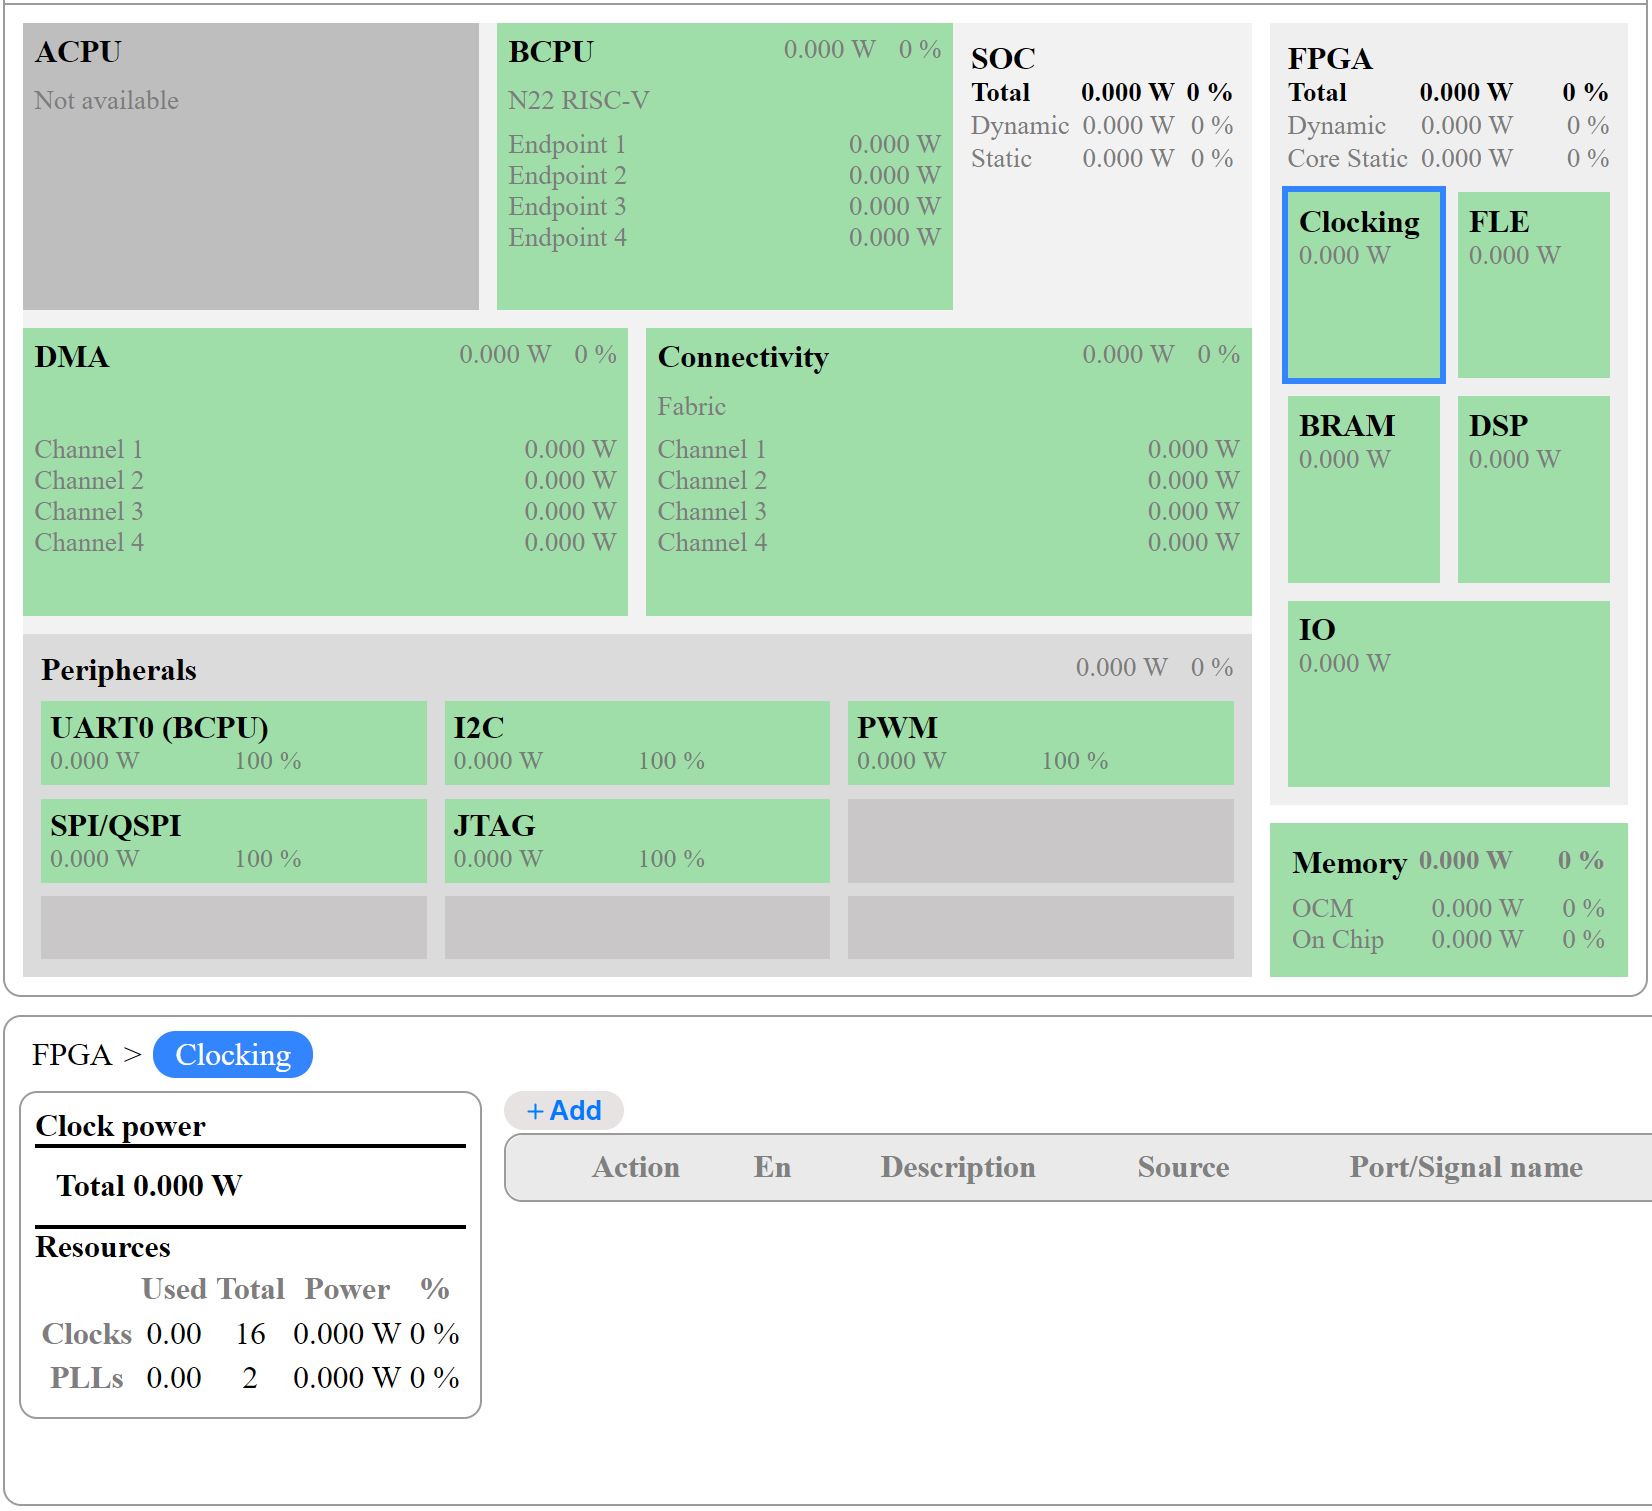 ACPU
Not available
BCPU 0.000 W 0 %
N22 RISC-V
Endpoint 1 0.000 W
Endpoint 2 0.000 W
Endpoint 3 0.000 W
Endpoint 4 0.000 W
SOC
Total 0.000 W 0 %
Dynamic 0.000 W 0 %
Static 0.000 W 0 %
DMA 0.000 W 0 %
Channel 1 0.000 W
Channel 2 0.000 W
Channel 3 0.000 W
Channel 4 0.000 W
Connectivity 0.000 W 0 %
Fabric
Channel 1 0.000 W
Channel 2 0.000 W
Channel 3 0.000 W
Channel 4 0.000 W
Peripherals 0.000 W 0 %
UART0 (BCPU)
0.000 W 100 %
I2C
0.000 W 100 %
PWM
0.000 W 100 %
SPI/QSPI
0.000 W 100 %
JTAG
0.000 W 100 %
FPGA
Total 0.000 W 0 %
Dynamic 0.000 W 0 %
Core Static 0.000 W 0 %
Clocking
0.000 W
FLE
0.000 W
BRAM
0.000 W
DSP
0.000 W
IO
0.000 W
Memory 0.000 W 0 %
OCM 0.000 W 0 %
On Chip 0.000 W 0 %
FPGA > Clocking
Clock power
Total 0.000 W
Resources
Used Total Power %
Clocks 0.00 16 0.000 W 0 %
PLLs 0.00 2 0.000 W 0 %
+ Add
Action En Description Source Port/Signal name